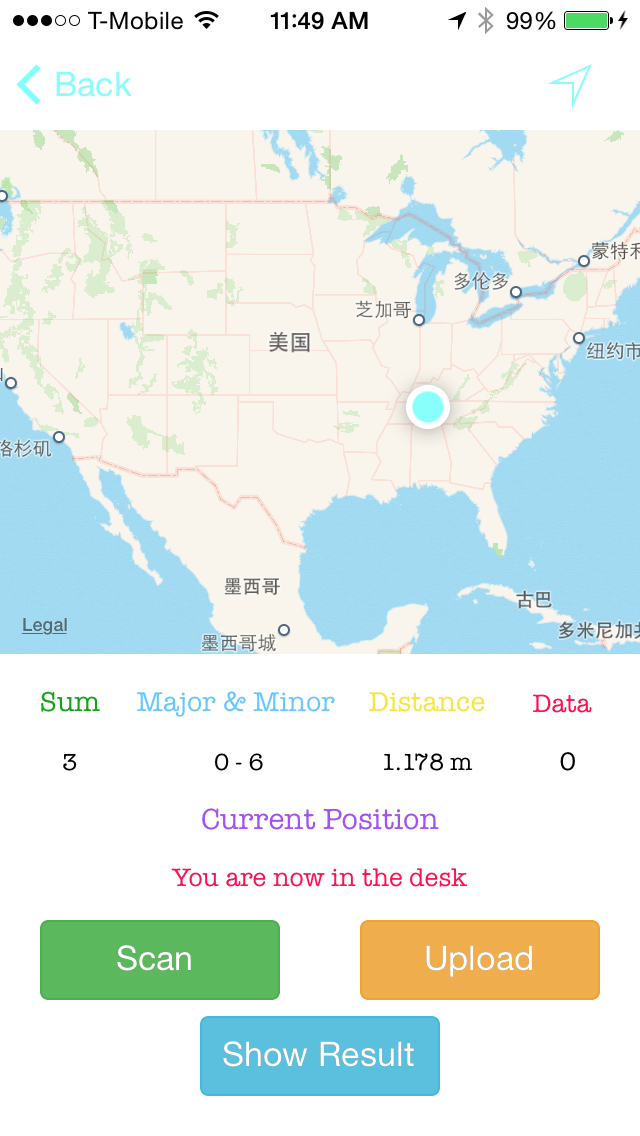 T-Mobile 11:49 AM 99%
Back
蒙特利
多伦多
芝加哥
美国
纽约市
洛杉矶
墨西哥
古巴
Legal
多米尼加共
墨西哥城
Sum Major & Minor Distance Data
3 0 - 6 1.178 m 0
Current Position
You are now in the desk
Scan Upload
Show Result